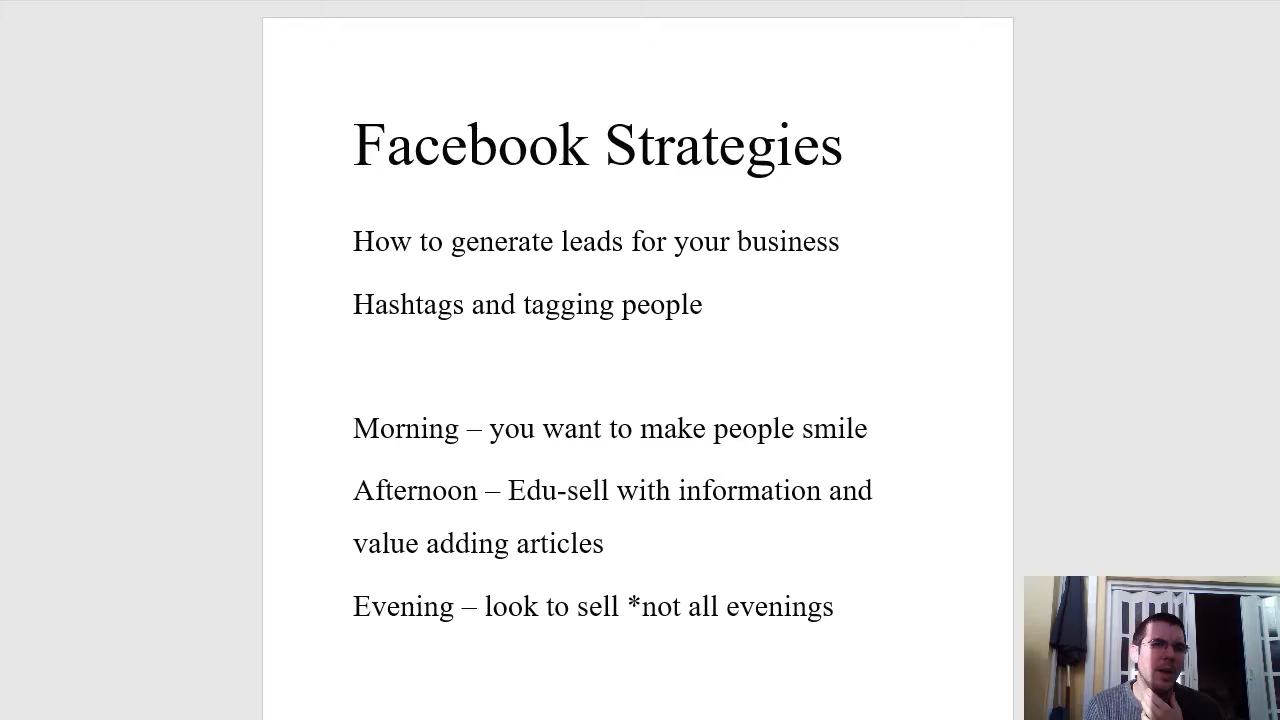 Facebook Strategies
How to generate leads for your business
Hashtags and tagging people
Morning – you want to make people smile
Afternoon – Edu-sell with information and
value adding articles
Evening – look to sell *not all evenings